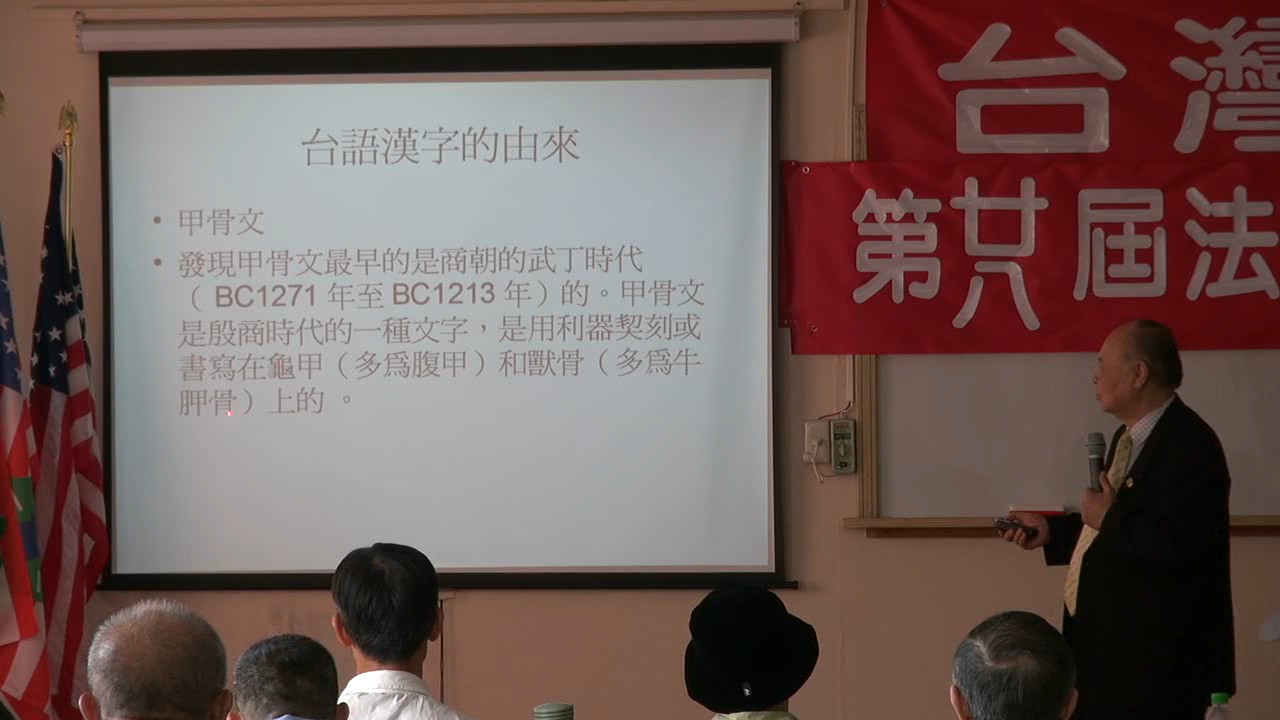 台語漢字的由來
• 甲骨文
• 發現甲骨文最早的是商朝的武丁時代
（ BC1271 年至 BC1213 年）的。甲骨文
是殷商時代的一種文字，是用利器契刻或
書寫在龜甲（多為腹甲）和獸骨（多為牛
胛骨）上的 。
台灣
第廿八屆法